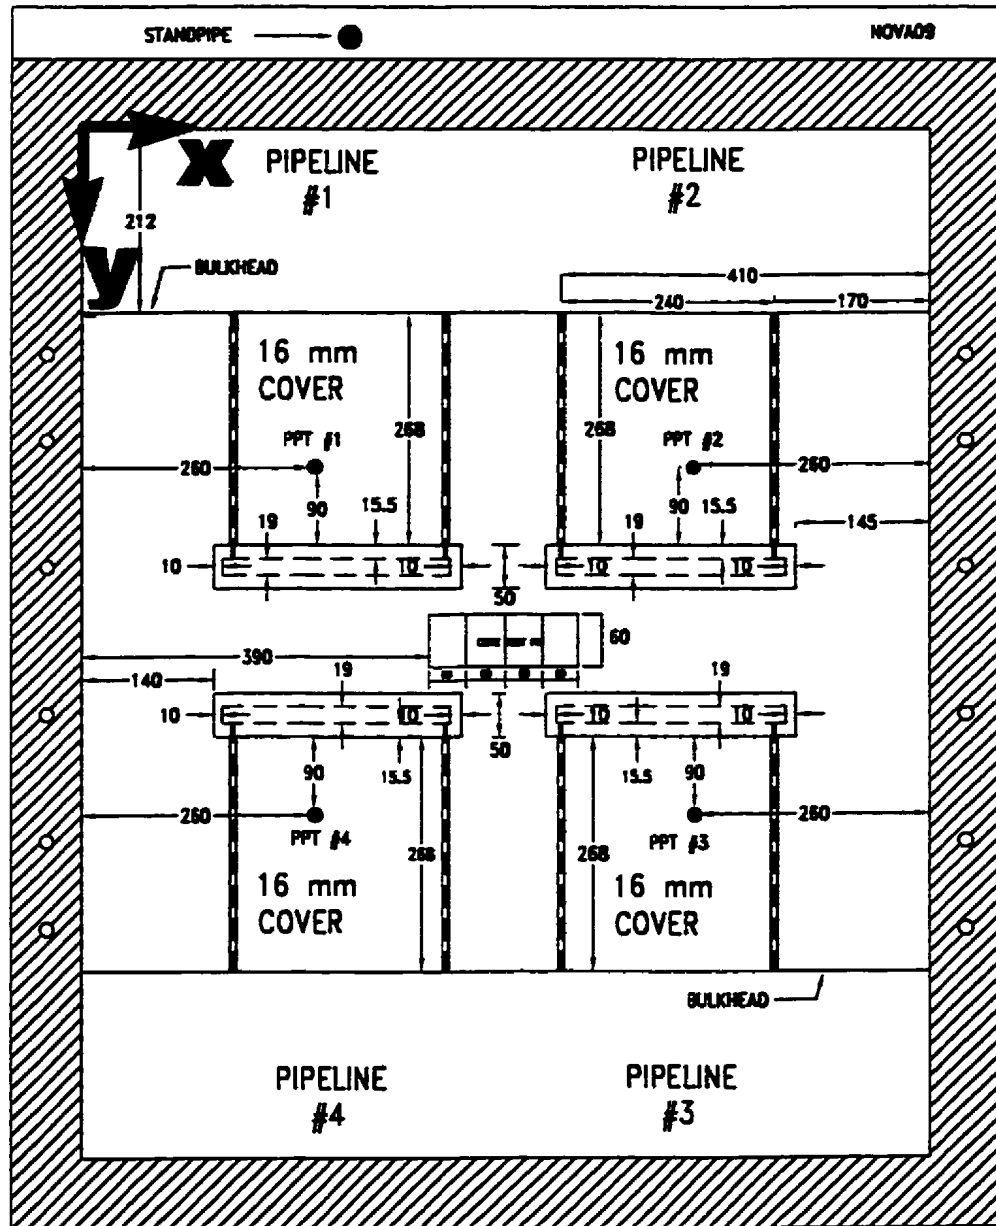 STANDPIPE
NOVA09
x
PIPELINE
#1
PIPELINE
#2
212
y
BULKHEAD
410
240
170
16 mm
COVER
16 mm
COVER
268
268
PPT #1
PPT #2
260
260
90
90
19
15.5
19
15.5
145
10
10
10
10
50
60
390
140
19
19
10
10
10
10
50
15.5
15.5
90
90
260
260
PPT #4
PPT #3
268
268
16 mm
COVER
16 mm
COVER
BULKHEAD
PIPELINE
#4
PIPELINE
#3